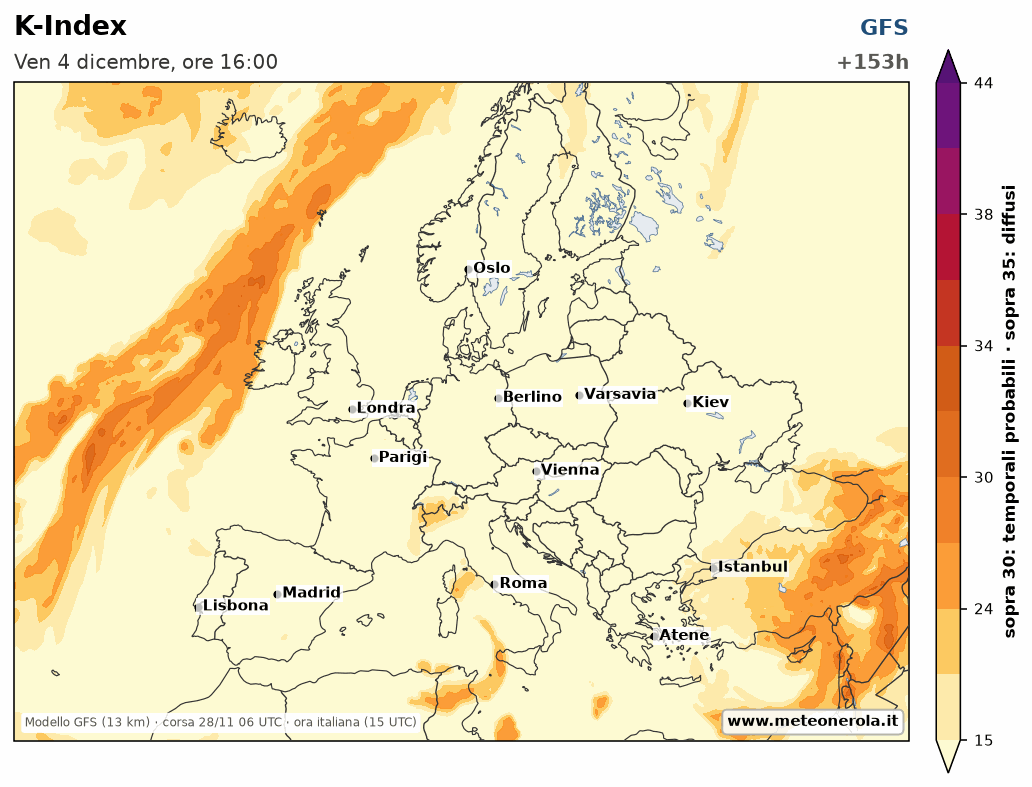 K-Index
GFS
Ven 4 dicembre, ore 16:00
+153h
Oslo
Londra
Berlino
Varsavia
Kiev
Parigi
Vienna
Istanbul
Roma
Madrid
Lisbona
Atene
Modello GFS (13 km) · corsa 28/11 06 UTC · ora italiana (15 UTC)
www.meteonerola.it
44
38
34
30
24
15
sopra 30: temporali probabili · sopra 35: diffusi